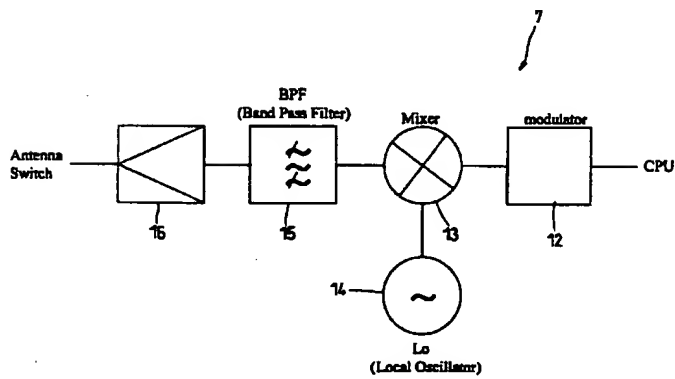 7
BPF
(Band Pass Filter)
Mixer
modulator
Antenna
Switch
CPU
16
15
13
12
14
Lo
(Local Oscillator)